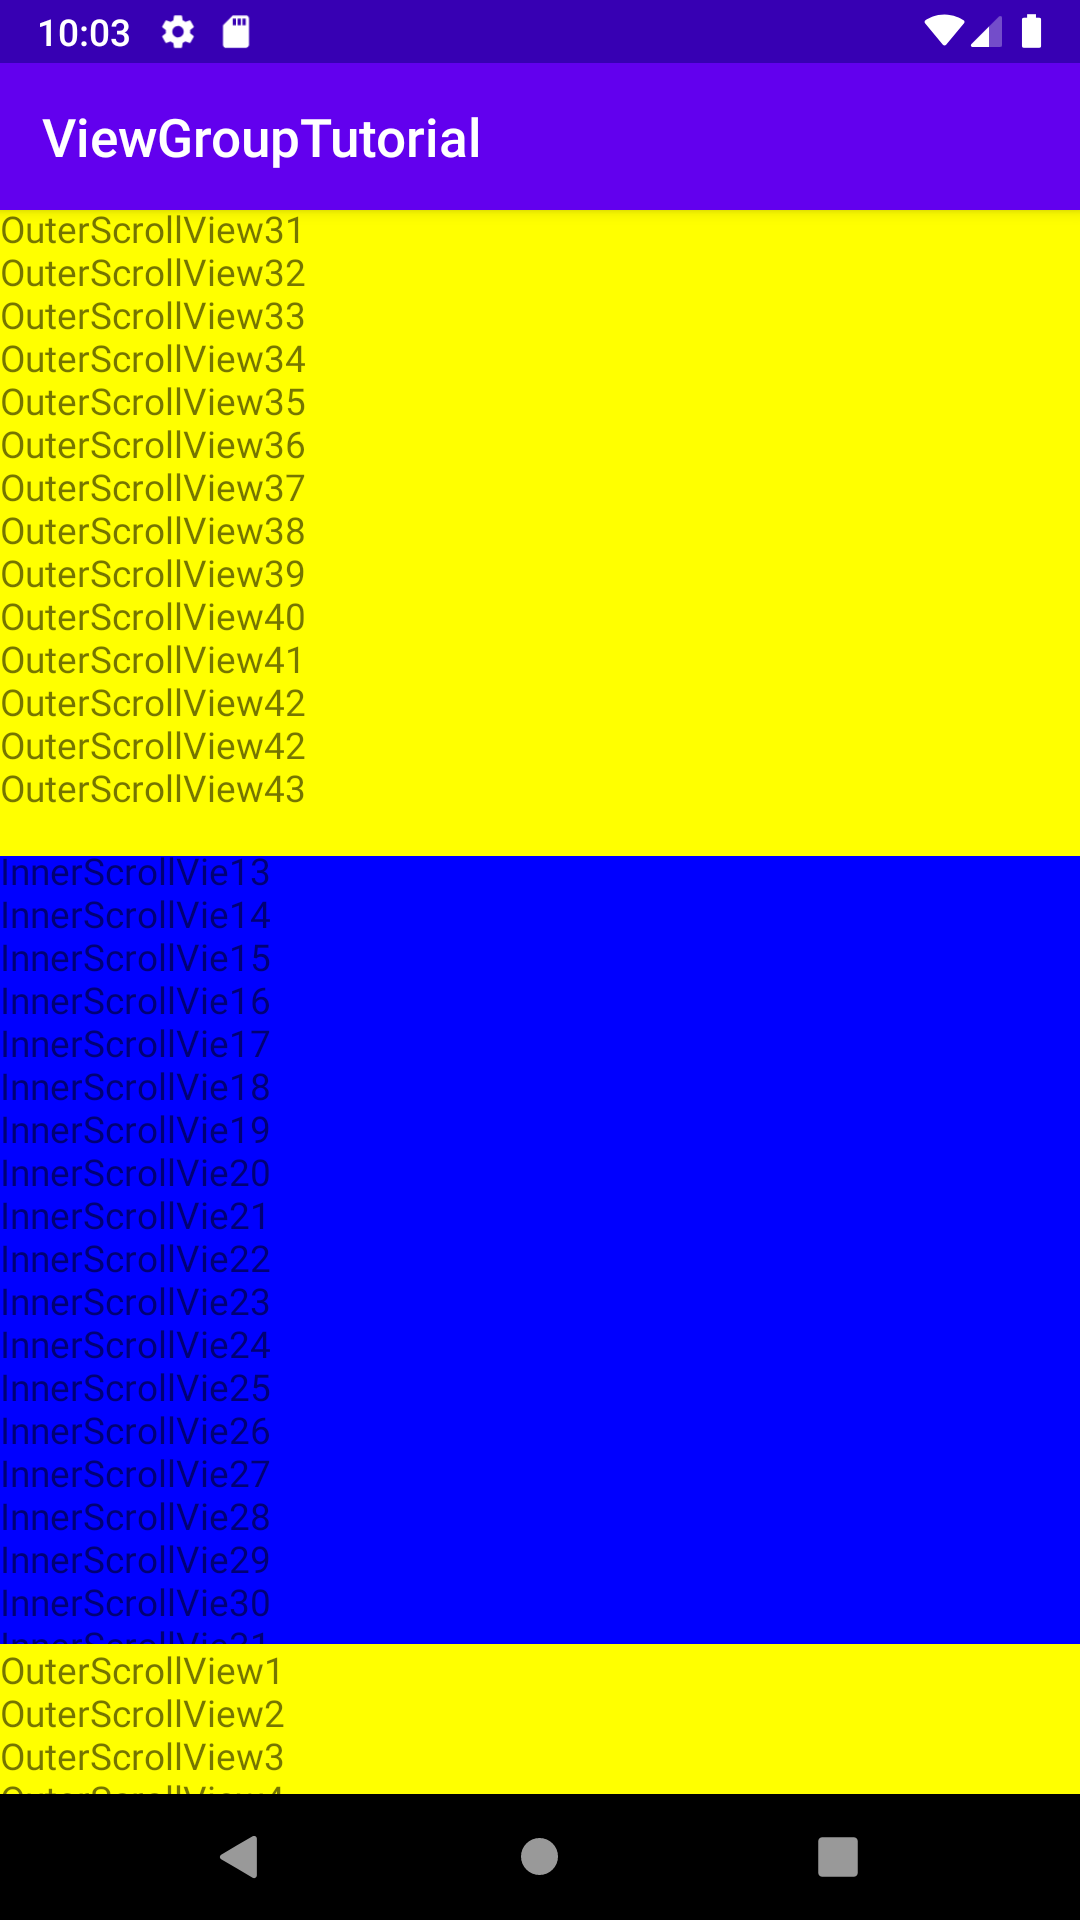 10:03
ViewGroupTutorial
OuterScrollView31
OuterScrollView32
OuterScrollView33
OuterScrollView34
OuterScrollView35
OuterScrollView36
OuterScrollView37
OuterScrollView38
OuterScrollView39
OuterScrollView40
OuterScrollView41
OuterScrollView42
OuterScrollView42
OuterScrollView43
InnerScrollVie13
InnerScrollVie14
InnerScrollVie15
InnerScrollVie16
InnerScrollVie17
InnerScrollVie18
InnerScrollVie19
InnerScrollVie20
InnerScrollVie21
InnerScrollVie22
InnerScrollVie23
InnerScrollVie24
InnerScrollVie25
InnerScrollVie26
InnerScrollVie27
InnerScrollVie28
InnerScrollVie29
InnerScrollVie30
OuterScrollView1
OuterScrollView2
OuterScrollView3